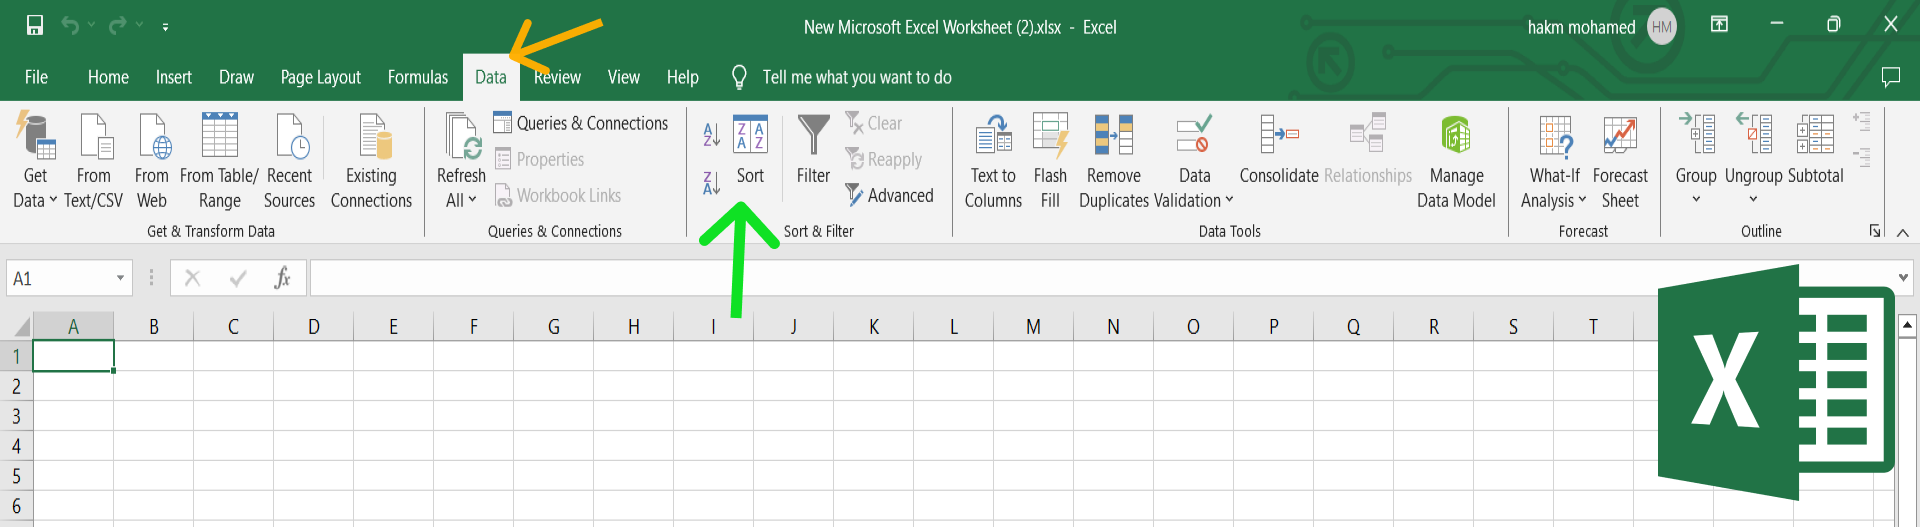 New Microsoft Excel Worksheet (2).xlsx - Excel
hakm mohamed HM
File Home Insert Draw Page Layout Formulas Data Review View Help Tell me what you want to do
Get Data
From Text/CSV
From Web
From Table/ Range
Recent Sources
Existing Connections
Get & Transform Data
Refresh All
Queries & Connections
Properties
Workbook Links
Queries & Connections
A Z
Z A
Z A A Z
Sort
Filter
Clear
Reapply
Advanced
Sort & Filter
Text to Columns
Flash Fill
Remove Duplicates
Data Validation
Consolidate
Relationships
Manage Data Model
Data Tools
What-If Analysis
Forecast Sheet
Forecast
Group
Ungroup
Subtotal
Outline
A1 fx
A B C D E F G H I J K L M N O P Q R S T
1
2
3
4
5
6
X